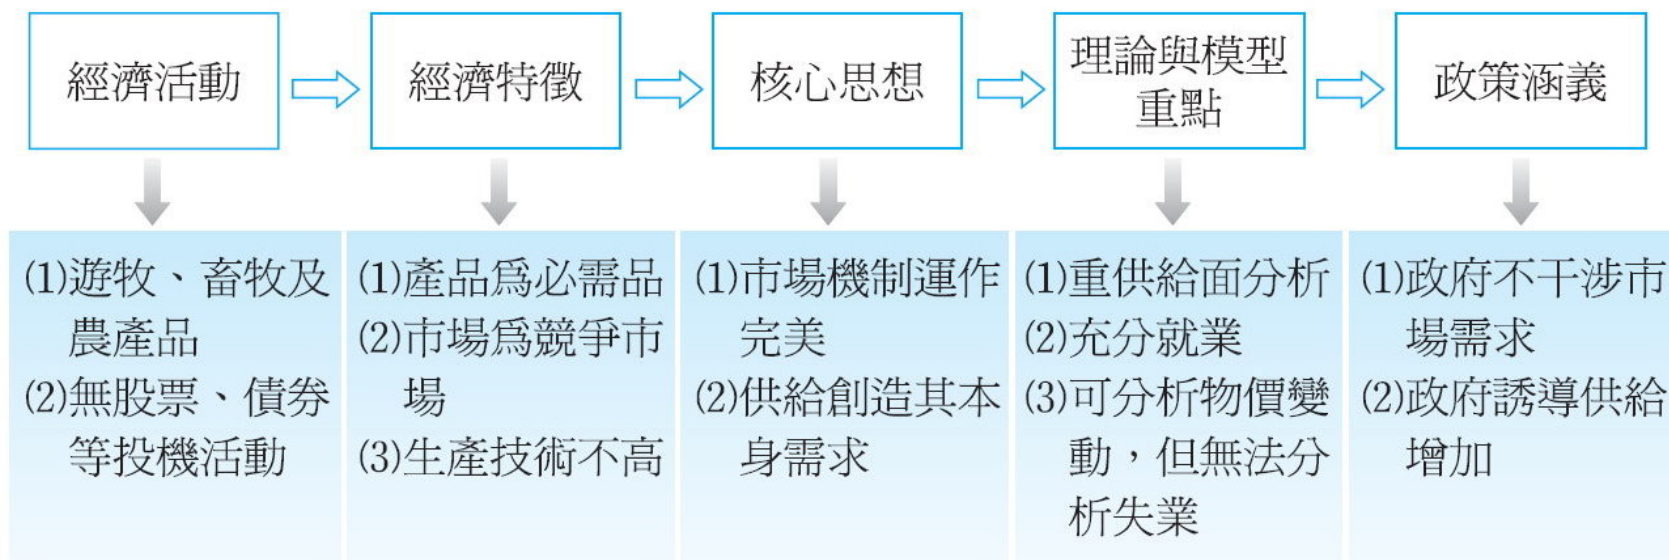 經濟活動
經濟特徵
核心思想
理論與模型
重點
政策涵義
(1)遊牧、畜牧及
農產品
(2)無股票、債券
等投機活動
(1)產品爲必需品
(2)市場爲競爭市
場
(3)生產技術不高
(1)市場機制運作
完美
(2)供給創造其本
身需求
(1)重供給面分析
(2)充分就業
(3)可分析物價變
動，但無法分
析失業
(1)政府不干涉市
場需求
(2)政府誘導供給
增加